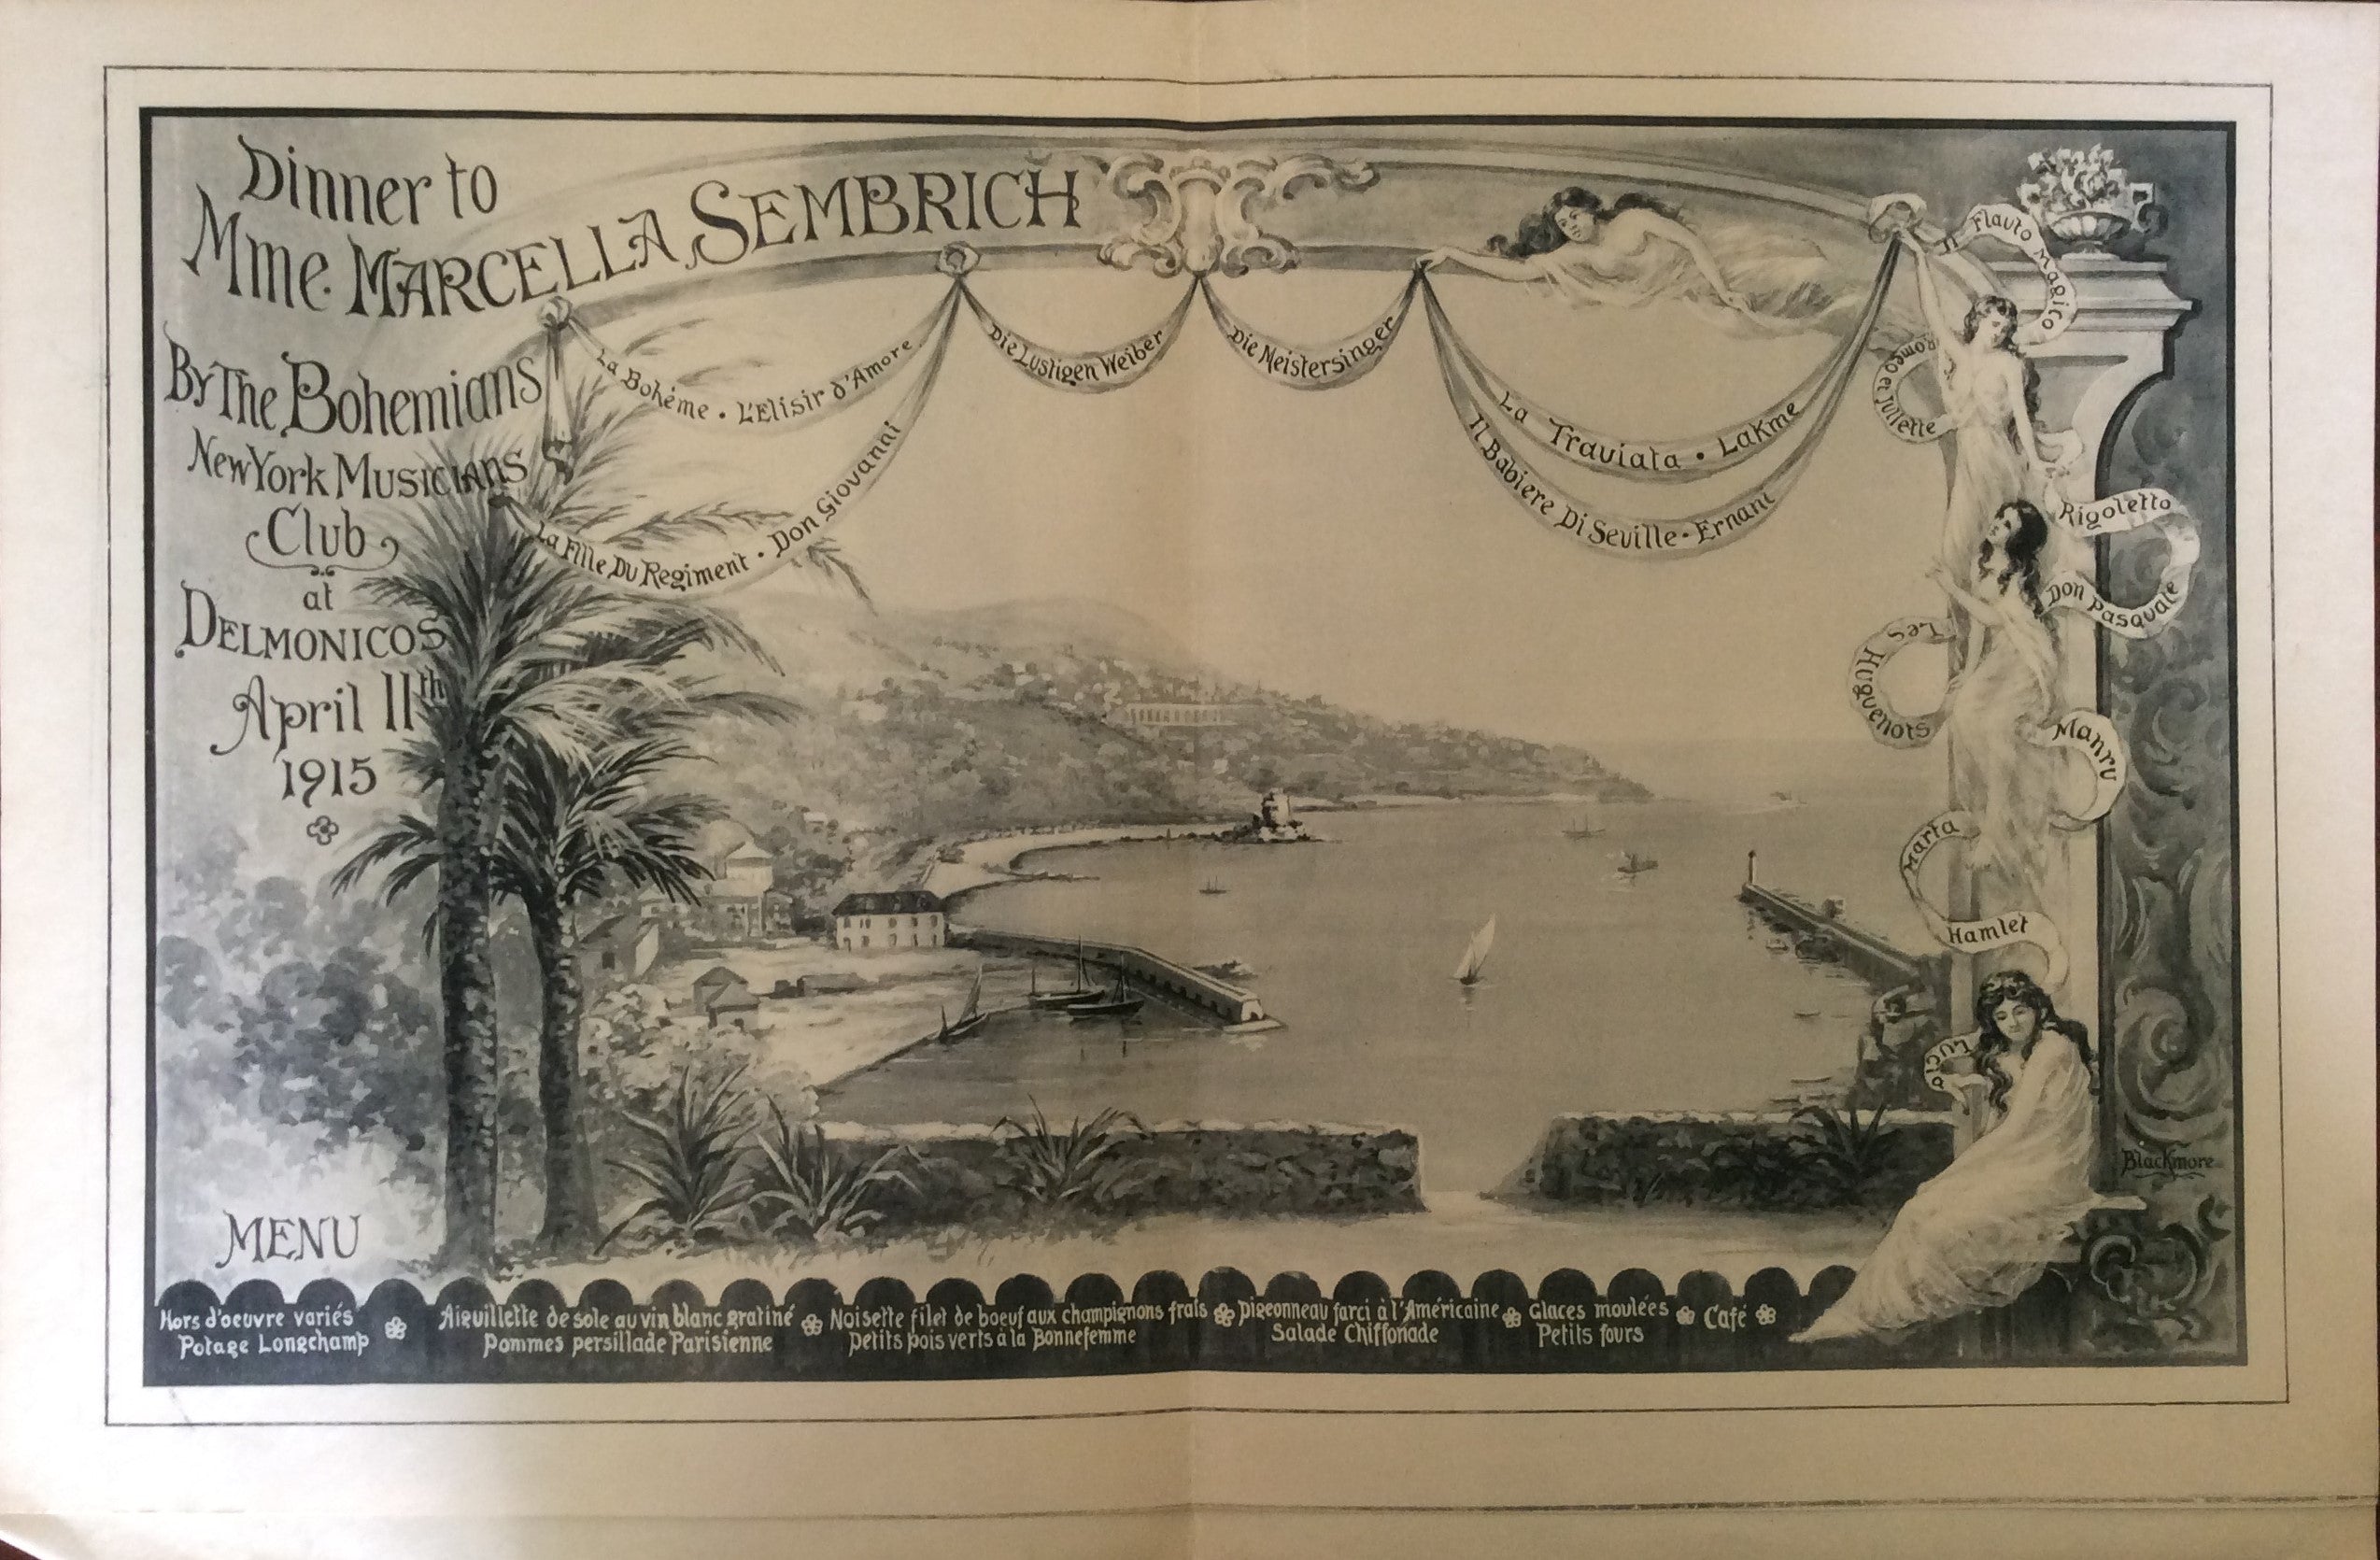 Dinner to
Mme. MARCELLA SEMBRICH
By The Bohemians
New York Musicians
Club
at
DELMONICOS
April 11th
1915
La Bohéme • L'Elisir d'Amore
La Fille Du Regiment • Don Giovanni
Die Lustigen Weiber
Die Meistersinger
La Traviata • Lakme
Il Babiere Di Seville • Ernani
Il Flauto Magico
Romeo et Juliette
Rigoletto
Don Pasquale
Les Huguenots
Manru
Marta
Hamlet
Lucia
Blackmore
MENU
Hors d'oeuvre variés
Potage Longchamp
Aiguillette de sole au vin blanc gratiné
Pommes persillade Parisienne
Noisette filet de boeuf aux champignons frais
Petits pois verts à la Bonnefemme
Pigeonneau farci à l'Américaine
Salade Chiffonade
Glaces moulées
Petits fours
Café